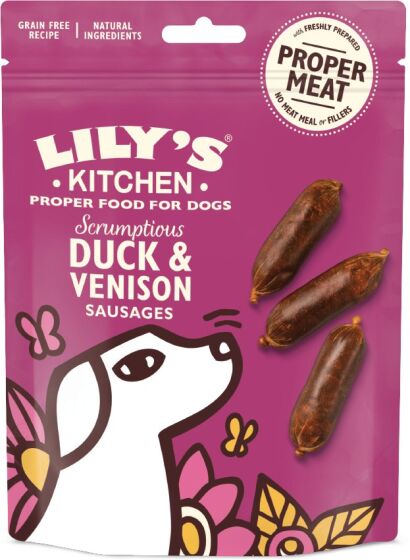 GRAIN FREE
RECIPE
NATURAL
INGREDIENTS
with FRESHLY PREPARED
PROPER
MEAT
NO MEAT MEAL or FILLERS
LILY'S®
• KITCHEN •
PROPER FOOD FOR DOGS
Scrumptious
DUCK &
VENISON
SAUSAGES